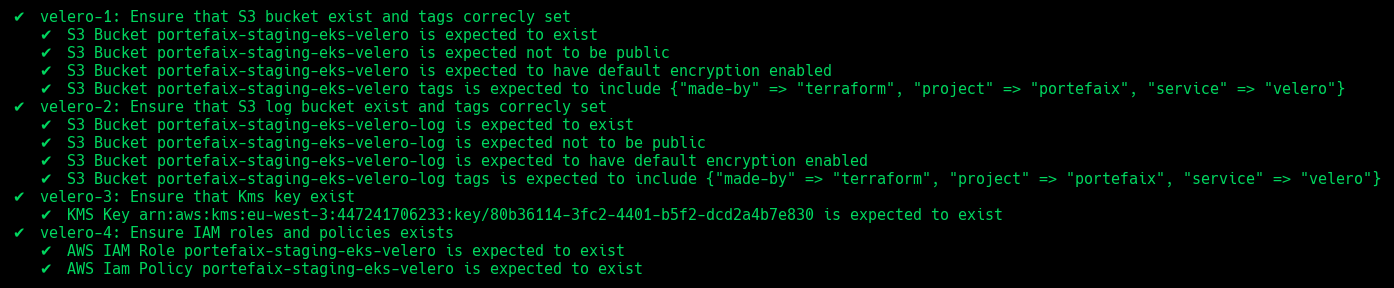 ✔ velero-1: Ensure that S3 bucket exist and tags correcly set
✔ S3 Bucket portefaix-staging-eks-velero is expected to exist
✔ S3 Bucket portefaix-staging-eks-velero is expected not to be public
✔ S3 Bucket portefaix-staging-eks-velero is expected to have default encryption enabled
✔ S3 Bucket portefaix-staging-eks-velero tags is expected to include {"made-by" => "terraform", "project" => "portefaix", "service" => "velero"}
✔ velero-2: Ensure that S3 log bucket exist and tags correcly set
✔ S3 Bucket portefaix-staging-eks-velero-log is expected to exist
✔ S3 Bucket portefaix-staging-eks-velero-log is expected not to be public
✔ S3 Bucket portefaix-staging-eks-velero-log is expected to have default encryption enabled
✔ S3 Bucket portefaix-staging-eks-velero-log tags is expected to include {"made-by" => "terraform", "project" => "portefaix", "service" => "velero"}
✔ velero-3: Ensure that Kms key exist
✔ KMS Key arn:aws:kms:eu-west-3:447241706233:key/80b36114-3fc2-4401-b5f2-dcd2a4b7e830 is expected to exist
✔ velero-4: Ensure IAM roles and policies exists
✔ AWS IAM Role portefaix-staging-eks-velero is expected to exist
✔ AWS Iam Policy portefaix-staging-eks-velero is expected to exist